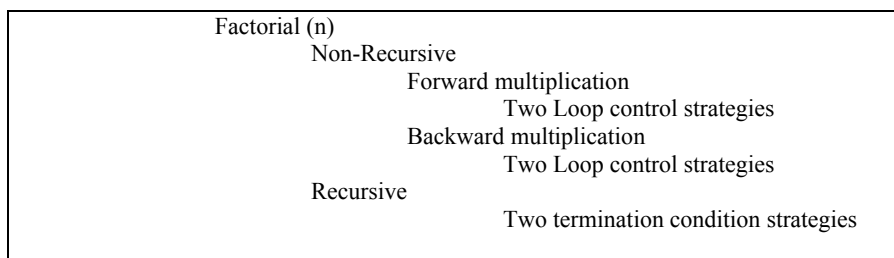 Factorial (n)
Non-Recursive
Forward multiplication
Two Loop control strategies
Backward multiplication
Two Loop control strategies
Recursive
Two termination condition strategies